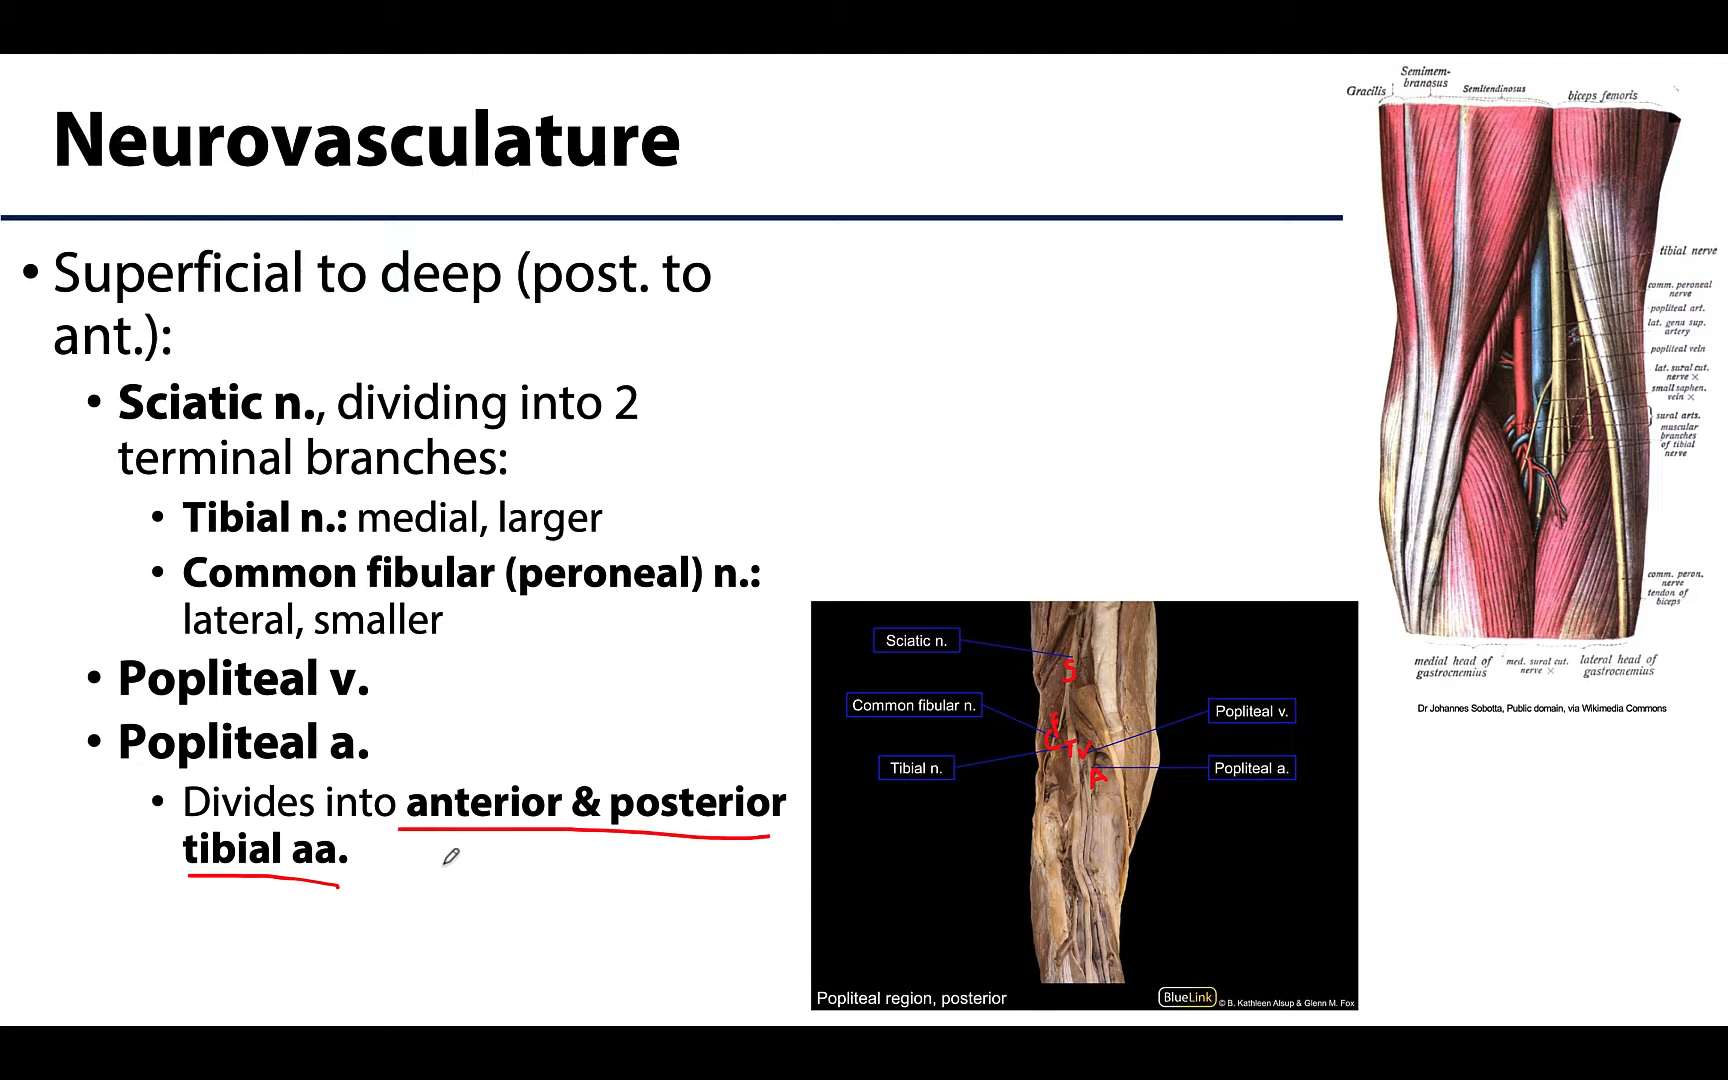 Neurovasculature
• Superficial to deep (post. to
ant.):
• Sciatic n., dividing into 2
terminal branches:
• Tibial n.: medial, larger
• Common fibular (peroneal) n.:
lateral, smaller
• Popliteal v.
• Popliteal a.
• Divides into anterior & posterior
tibial aa.
Sciatic n.
Common fibular n.
Tibial n.
Popliteal v.
Popliteal a.
S
F
C T V
A
Popliteal region, posterior
BlueLink © B. Kathleen Alsup & Glenn M. Fox
Gracilis
Semimem-
branosus
Semitendinosus
biceps femoris
tibial nerve
comm. peroneal
nerve
popliteal art.
lat. genu sup.
artery
popliteal vein
lat. sural cut.
nerve ×
small saphen.
vein ×
sural arts.
muscular
branches
of tibial
nerve
comm. peron.
nerve
tendon of
biceps
medial head of
gastrocnemius
med. sural cut.
nerve ×
lateral head of
gastrocnemius
Dr Johannes Sobotta, Public domain, via Wikimedia Commons